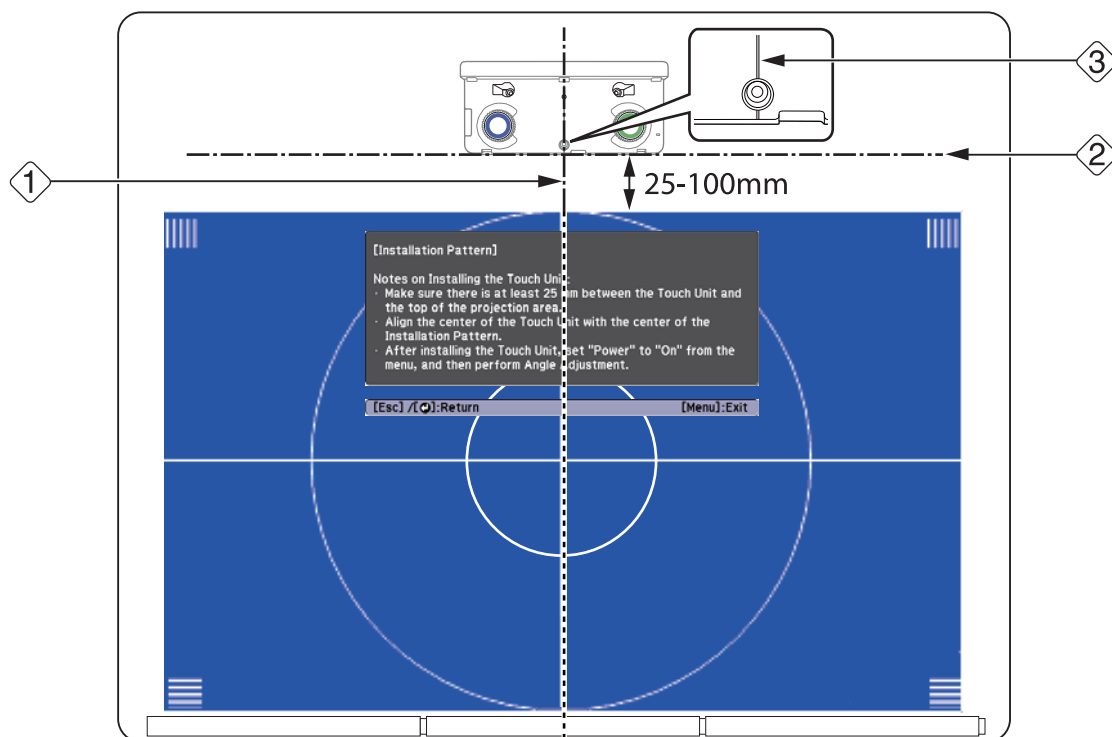 3
2
1
25-100mm
[Installation Pattern]
Notes on Installing the Touch Unit:
· Make sure there is at least 25 mm between the Touch Unit and
the top of the projection area.
· Align the center of the Touch Unit with the center of the
Installation Pattern.
· After installing the Touch Unit, set "Power" to "On" from the
menu, and then perform Angle Adjustment.
[Esc] /[⏎]:Return [Menu]:Exit